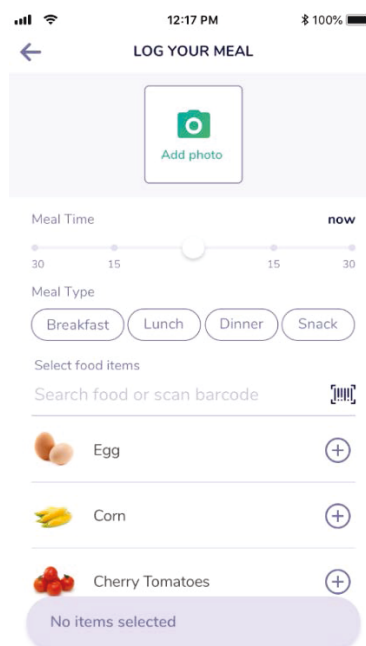 12:17 PM 100%
LOG YOUR MEAL
Add photo
Meal Time now
30 15 15 30
Meal Type
Breakfast Lunch Dinner Snack
Select food items
Search food or scan barcode
Egg
Corn
Cherry Tomatoes
No items selected